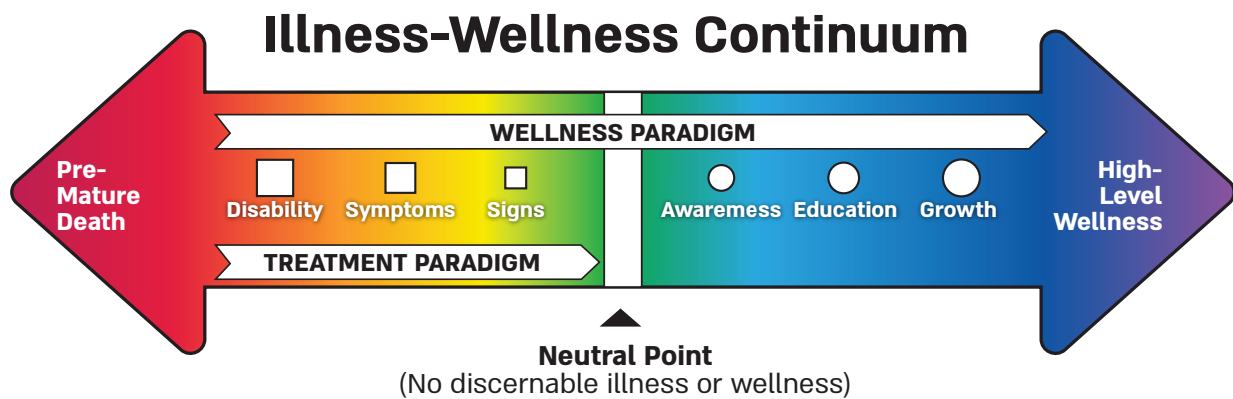 Illness-Wellness Continuum
WELLNESS PARADIGM
Pre-
Mature
Death
Disability
Symptoms
Signs
Awaremess
Education
Growth
High-
Level
Wellness
TREATMENT PARADIGM
Neutral Point
(No discernable illness or wellness)